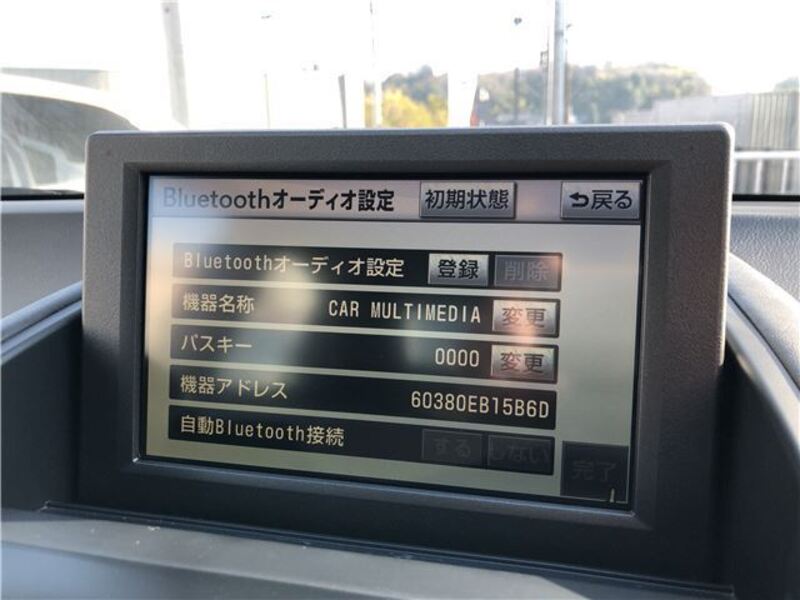 Bluetoothオーディオ設定 初期状態 戻る
Bluetoothオーディオ設定 登録 削除
機器名称 CAR MULTIMEDIA 変更
パスキー 0000 変更
機器アドレス 60380EB15B6D
自動Bluetooth接続 する しない
完了